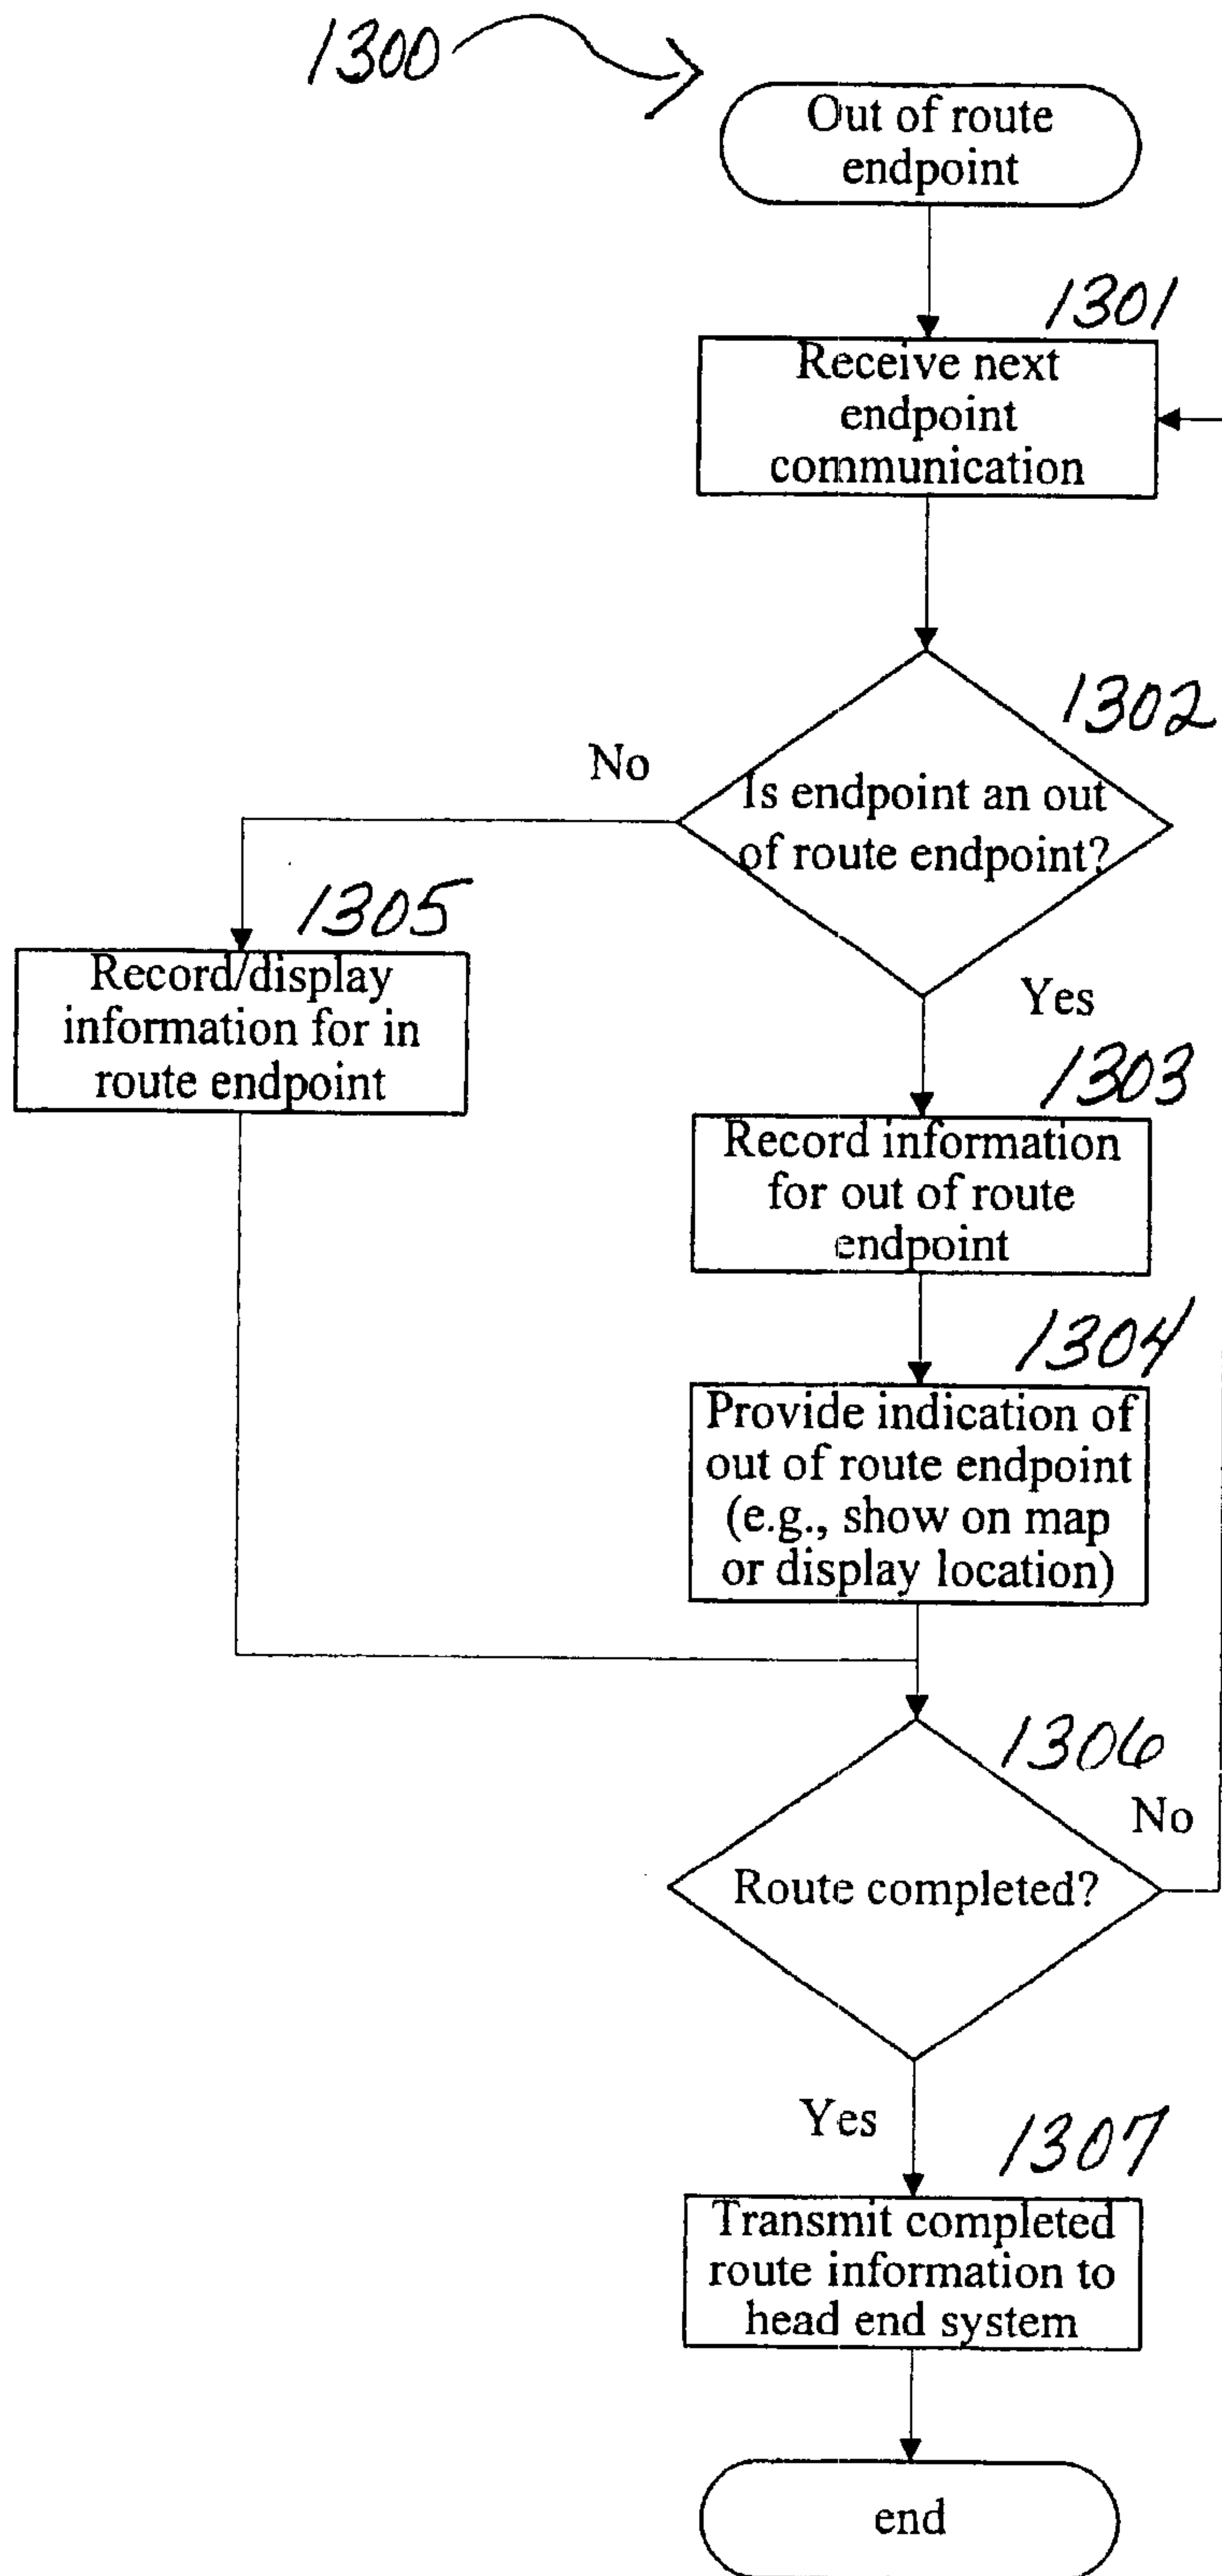 1300
Out of route
endpoint
1301
Receive next
endpoint
communication
1302
No
Is endpoint an out
of route endpoint?
1305
Record/display
information for in
route endpoint
Yes
1303
Record information
for out of route
endpoint
1304
Provide indication of
out of route endpoint
(e.g., show on map
or display location)
1306
No
Route completed?
Yes
1307
Transmit completed
route information to
head end system
end